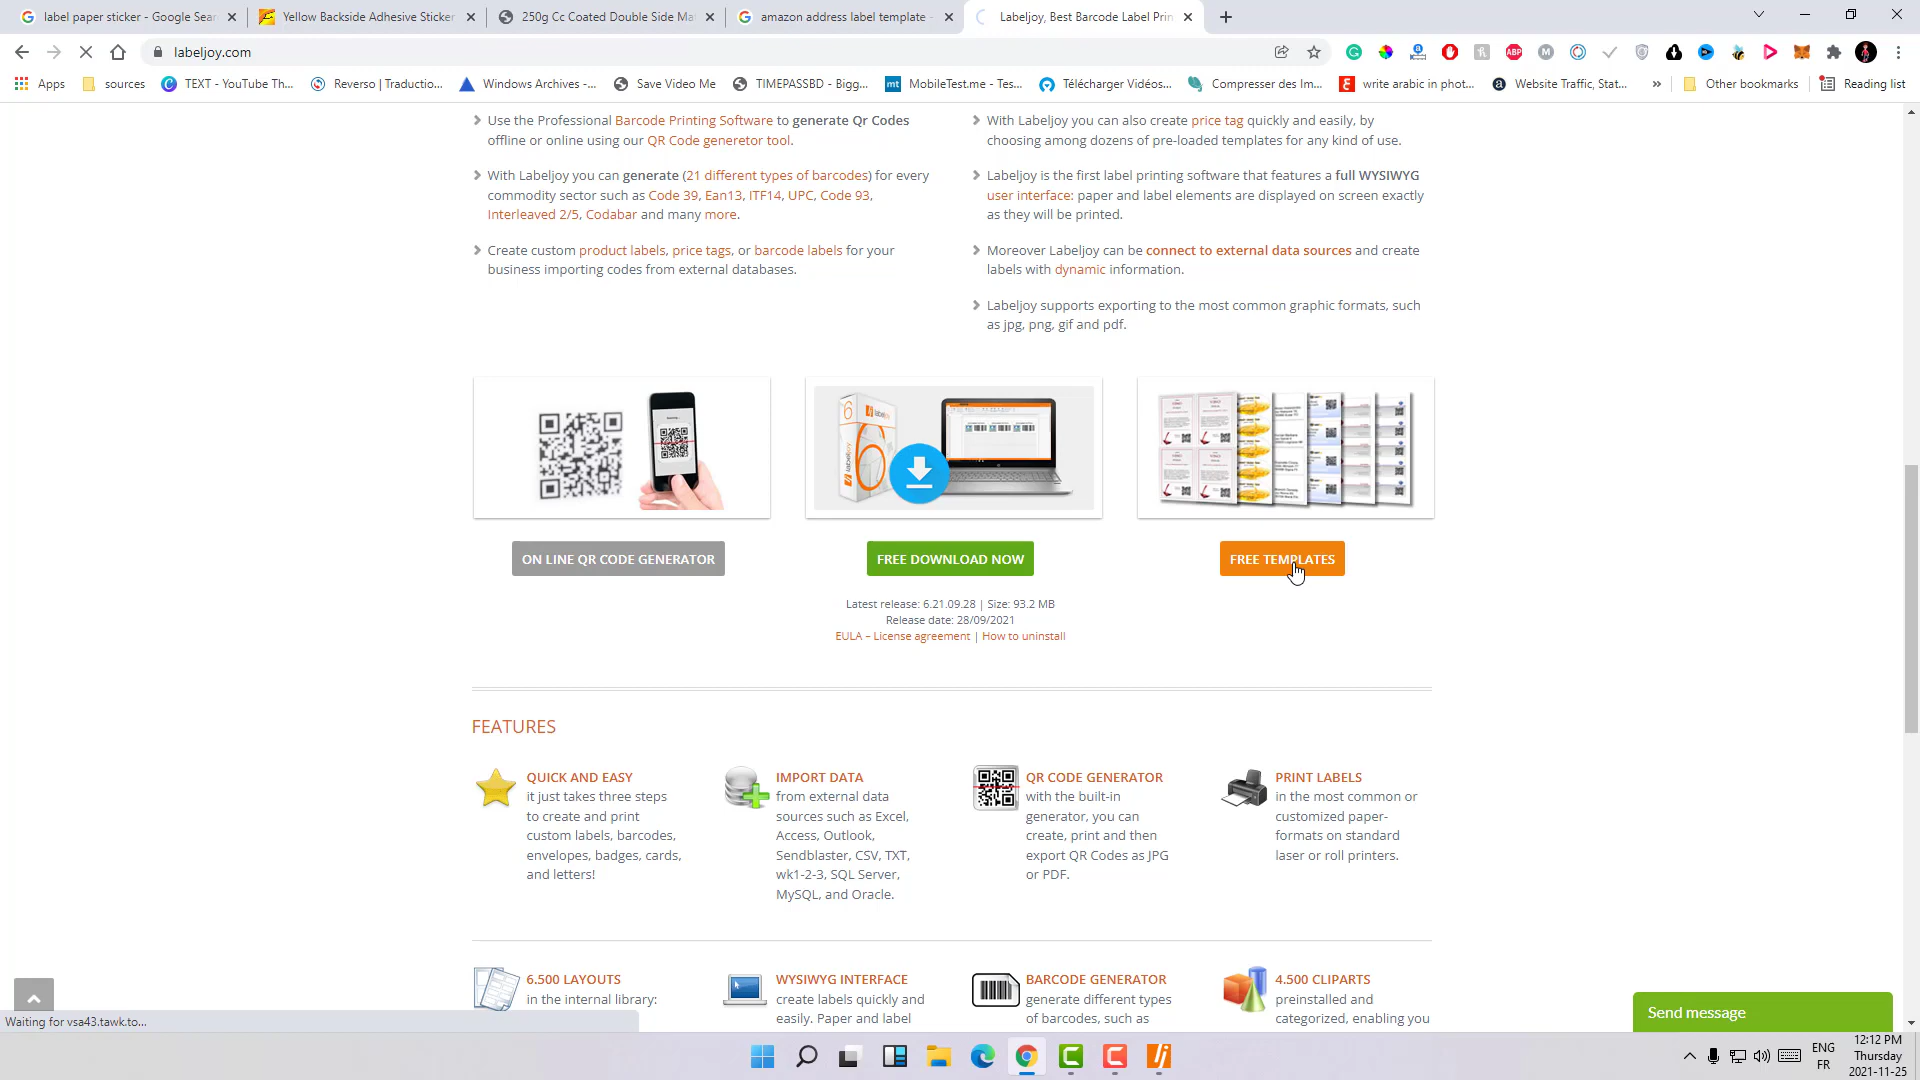 label paper sticker - Google Sear
Yellow Backside Adhesive Sticker
250g Cc Coated Double Side Ma
amazon address label template -
Labeljoy, Best Barcode Label Prin
labeljoy.com
Apps
sources
TEXT - YouTube Th...
Reverso | Traductio...
Windows Archives -...
Save Video Me
TIMEPASSBD - Bigg...
MobileTest.me - Tes...
Télécharger Vidéos...
Compresser des Im...
write arabic in phot...
Website Traffic, Stat...
»
Other bookmarks
Reading list
Use the Professional Barcode Printing Software to generate Qr Codes
offline or online using our QR Code generetor tool.
With Labeljoy you can generate (21 different types of barcodes) for every
commodity sector such as Code 39, Ean13, ITF14, UPC, Code 93,
Interleaved 2/5, Codabar and many more.
Create custom product labels, price tags, or barcode labels for your
business importing codes from external databases.
With Labeljoy you can also create price tag quickly and easily, by
choosing among dozens of pre-loaded templates for any kind of use.
Labeljoy is the first label printing software that features a full WYSIWYG
user interface: paper and label elements are displayed on screen exactly
as they will be printed.
Moreover Labeljoy can be connect to external data sources and create
labels with dynamic information.
Labeljoy supports exporting to the most common graphic formats, such
as jpg, png, gif and pdf.
ON LINE QR CODE GENERATOR
FREE DOWNLOAD NOW
FREE TEMPLATES
Latest release: 6.21.09.28 | Size: 93.2 MB
Release date: 28/09/2021
EULA – License agreement | How to uninstall
FEATURES
QUICK AND EASY
it just takes three steps
to create and print
custom labels, barcodes,
envelopes, badges, cards,
and letters!
IMPORT DATA
from external data
sources such as Excel,
Access, Outlook,
Sendblaster, CSV, TXT,
wk1-2-3, SQL Server,
MySQL, and Oracle.
QR CODE GENERATOR
with the built-in
generator, you can
create, print and then
export QR Codes as JPG
or PDF.
PRINT LABELS
in the most common or
customized paper-
formats on standard
laser or roll printers.
6.500 LAYOUTS
in the internal library:
WYSIWYG INTERFACE
create labels quickly and
easily. Paper and label
BARCODE GENERATOR
generate different types
of barcodes, such as
4.500 CLIPARTS
preinstalled and
categorized, enabling you
Send message
Waiting for vsa43.tawk.to...
ENG
FR
12:12 PM
Thursday
2021-11-25